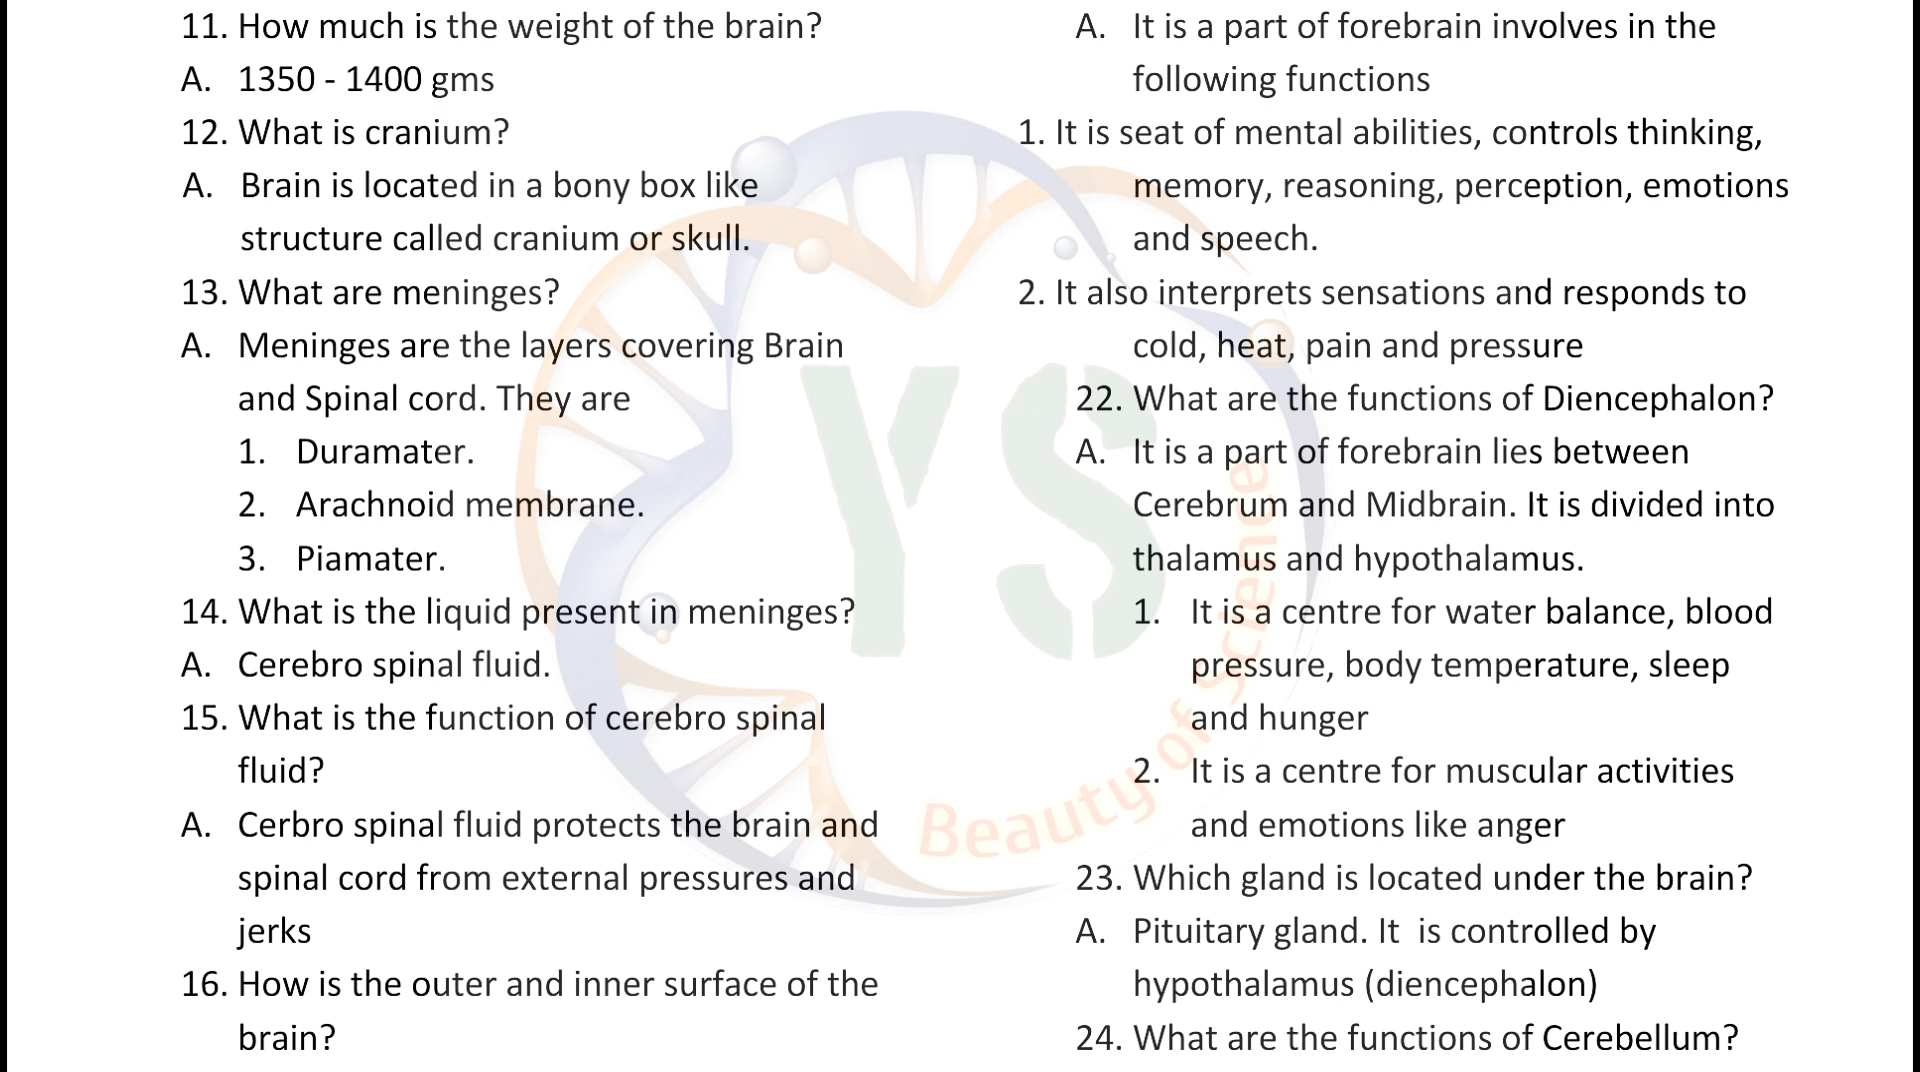 11. How much is the weight of the brain?
A. 1350 - 1400 gms
12. What is cranium?
A. Brain is located in a bony box like
structure called cranium or skull.
13. What are meninges?
A. Meninges are the layers covering Brain
and Spinal cord. They are
1. Duramater.
2. Arachnoid membrane.
3. Piamater.
14. What is the liquid present in meninges?
A. Cerebro spinal fluid.
15. What is the function of cerebro spinal
fluid?
A. Cerbro spinal fluid protects the brain and
spinal cord from external pressures and
jerks
16. How is the outer and inner surface of the
brain?
A. It is a part of forebrain involves in the
following functions
1. It is seat of mental abilities, controls thinking,
memory, reasoning, perception, emotions
and speech.
2. It also interprets sensations and responds to
cold, heat, pain and pressure
22. What are the functions of Diencephalon?
A. It is a part of forebrain lies between
Cerebrum and Midbrain. It is divided into
thalamus and hypothalamus.
1. It is a centre for water balance, blood
pressure, body temperature, sleep
and hunger
2. It is a centre for muscular activities
and emotions like anger
23. Which gland is located under the brain?
A. Pituitary gland. It  is controlled by
hypothalamus (diencephalon)
24. What are the functions of Cerebellum?
YS
Beauty of Science